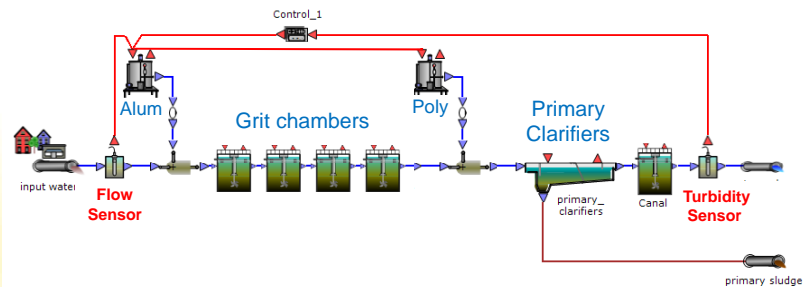 Control_1
Alum
Poly
Grit chambers
Primary
Clarifiers
input water
Flow
Sensor
primary_
clarifiers
Canal
Turbidity
Sensor
primary sludge